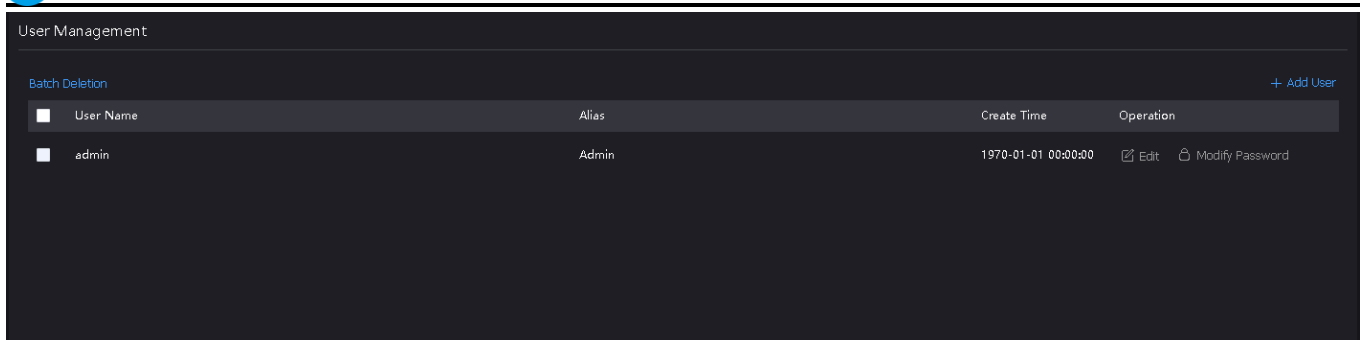 User Management
Batch Deletion + Add User
User Name Alias Create Time Operation
admin Admin 1970-01-01 00:00:00 Edit Modify Password